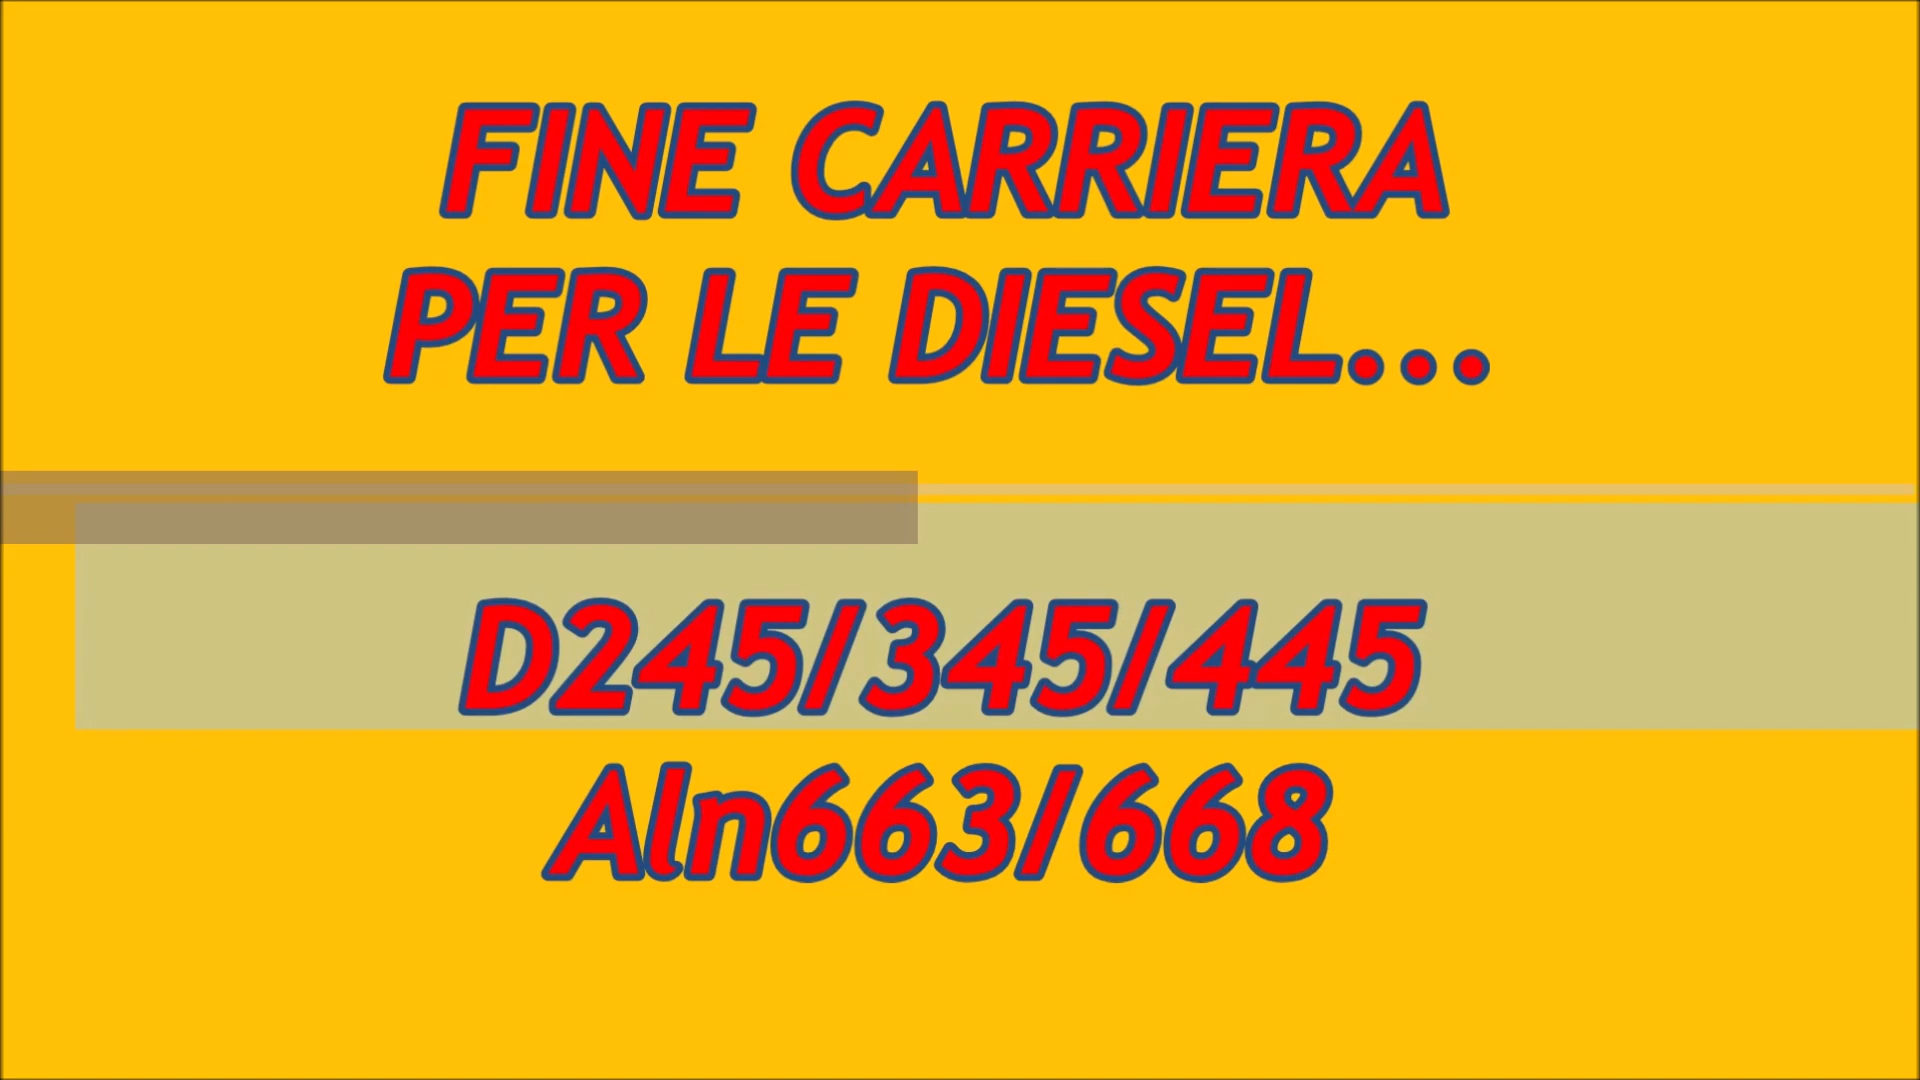 FINE CARRIERA
PER LE DIESEL...
D245/345/445
Aln663/668